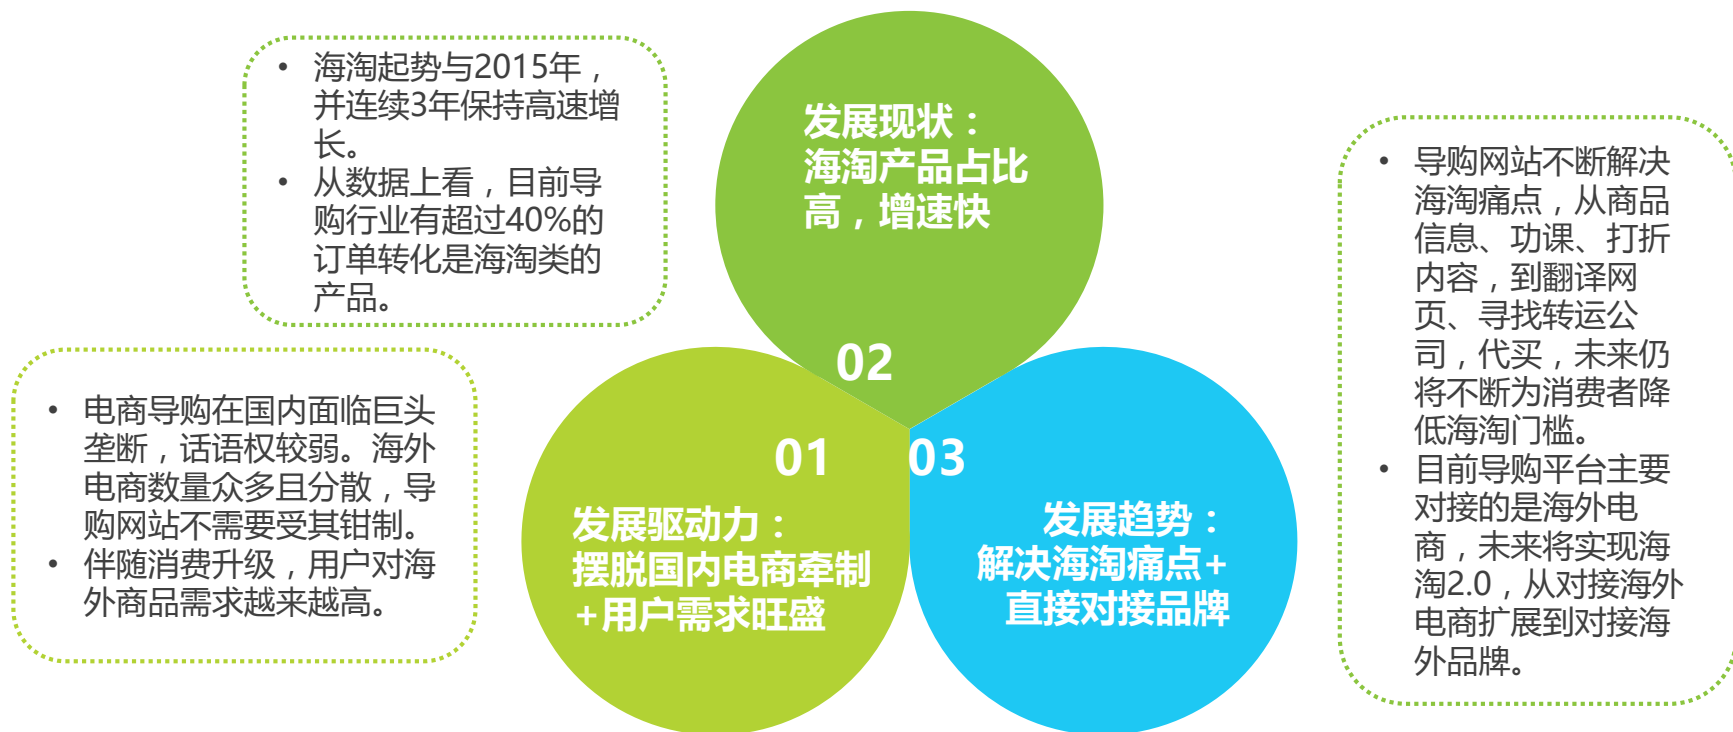 • 海淘起势与2015年，
并连续3年保持高速增
长。
• 从数据上看，目前导
购行业有超过40%的
订单转化是海淘类的
产品。
发展现状：
海淘产品占比
高，增速快
02
• 电商导购在国内面临巨头
垄断，话语权较弱。海外
电商数量众多且分散，导
购网站不需要受其钳制。
• 伴随消费升级，用户对海
外商品需求越来越高。
01
发展驱动力：
摆脱国内电商牵制
+用户需求旺盛
03
发展趋势：
解决海淘痛点+
直接对接品牌
• 导购网站不断解决
海淘痛点，从商品
信息、功课、打折
内容，到翻译网
页、寻找转运公
司，代买，未来仍
将不断为消费者降
低海淘门槛。
• 目前导购平台主要
对接的是海外电
商，未来将实现海
淘2.0，从对接海外
电商扩展到对接海
外品牌。